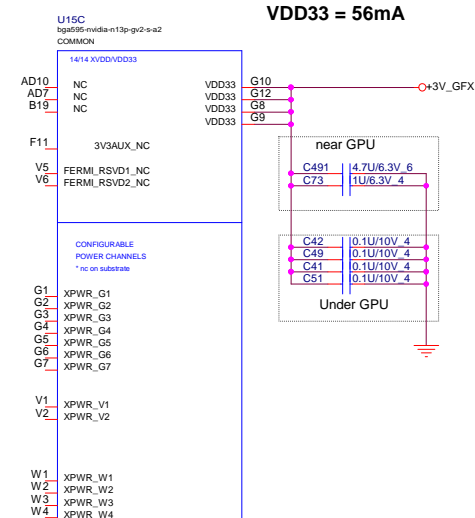 VDD33 = 56mA
U15C
bga595-nvidia-n13p-gv2-s-a2
COMMON
14/14 XVDD/VDD33
AD10 NC VDD33 G10 +3V_GFX
AD7 NC VDD33 G12
B19 NC VDD33 G8
VDD33 G9
F11 3V3AUX_NC
near GPU
V5 FERMI_RSVD1_NC C491 4.7U/6.3V_6
V6 FERMI_RSVD2_NC C73 1U/6.3V_4
CONFIGURABLE C42 0.1U/10V_4
POWER CHANNELS C49 0.1U/10V_4
* nc on substrate C41 0.1U/10V_4
C51 0.1U/10V_4
Under GPU
G1 XPWR_G1
G2 XPWR_G2
G3 XPWR_G3
G4 XPWR_G4
G5 XPWR_G5
G6 XPWR_G6
G7 XPWR_G7
V1 XPWR_V1
V2 XPWR_V2
W1 XPWR_W1
W2 XPWR_W2
W3 XPWR_W3
W4 XPWR_W4